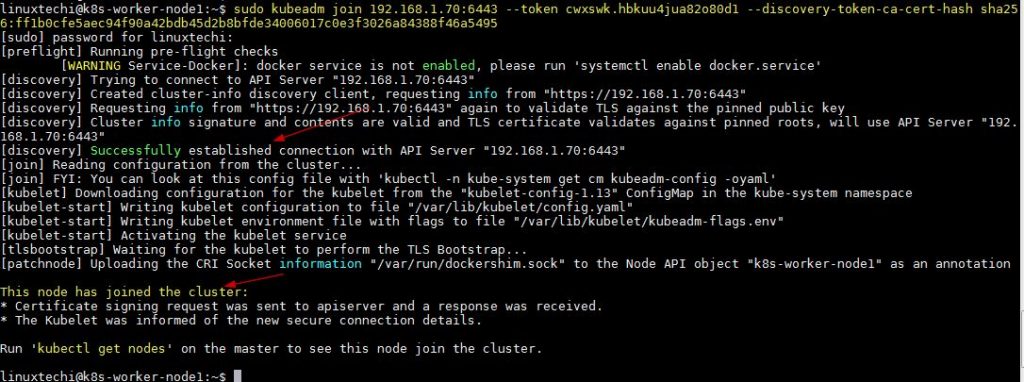 linuxtechi@k8s-worker-node1:~$ sudo kubeadm join 192.168.1.70:6443 --token cwxswk.hbkuu4jua82o80d1 --discovery-token-ca-cert-hash sha25
6:ff1b0cfe5aec94f90a42bdb45d2b8bfde34006017c0e3f3026a84388f46a5495
[sudo] password for linuxtechi:
[preflight] Running pre-flight checks
        [WARNING Service-Docker]: docker service is not enabled, please run 'systemctl enable docker.service'
[discovery] Trying to connect to API Server "192.168.1.70:6443"
[discovery] Created cluster-info discovery client, requesting info from "https://192.168.1.70:6443"
[discovery] Requesting info from "https://192.168.1.70:6443" again to validate TLS against the pinned public key
[discovery] Cluster info signature and contents are valid and TLS certificate validates against pinned roots, will use API Server "192.
168.1.70:6443"
[discovery] Successfully established connection with API Server "192.168.1.70:6443"
[join] Reading configuration from the cluster...
[join] FYI: You can look at this config file with 'kubectl -n kube-system get cm kubeadm-config -oyaml'
[kubelet] Downloading configuration for the kubelet from the "kubelet-config-1.13" ConfigMap in the kube-system namespace
[kubelet-start] Writing kubelet configuration to file "/var/lib/kubelet/config.yaml"
[kubelet-start] Writing kubelet environment file with flags to file "/var/lib/kubelet/kubeadm-flags.env"
[kubelet-start] Activating the kubelet service
[tlsbootstrap] Waiting for the kubelet to perform the TLS Bootstrap...
[patchnode] Uploading the CRI Socket information "/var/run/dockershim.sock" to the Node API object "k8s-worker-node1" as an annotation
This node has joined the cluster:
* Certificate signing request was sent to apiserver and a response was received.
* The Kubelet was informed of the new secure connection details.
Run 'kubectl get nodes' on the master to see this node join the cluster.
linuxtechi@k8s-worker-node1:~$